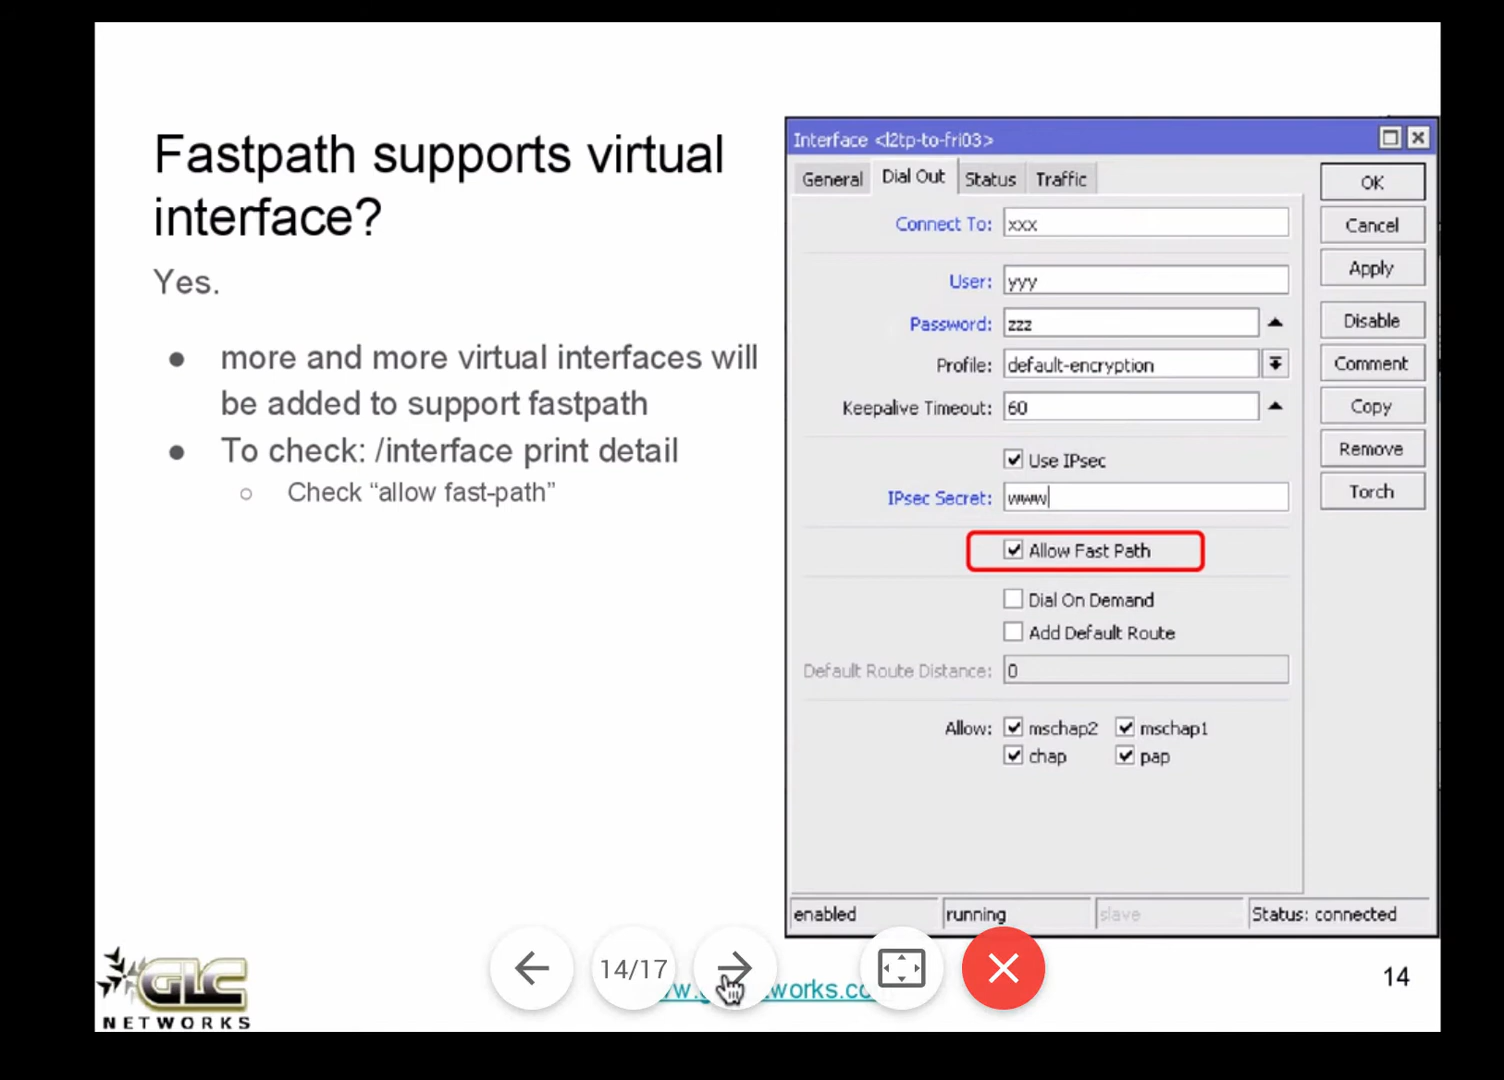 Fastpath supports virtual
interface?
Yes.
● more and more virtual interfaces will
be added to support fastpath
● To check: /interface print detail
○ Check “allow fast-path”
Interface <l2tp-to-fri03>
General Dial Out Status Traffic
Connect To: xxx
User: yyy
Password: zzz
Profile: default-encryption
Keepalive Timeout: 60
Use IPsec
IPsec Secret: www
Allow Fast Path
Dial On Demand
Add Default Route
Default Route Distance: 0
Allow: mschap2 mschap1
chap pap
OK
Cancel
Apply
Disable
Comment
Copy
Remove
Torch
enabled running slave Status: connected
GLC
NETWORKS
14/17
14